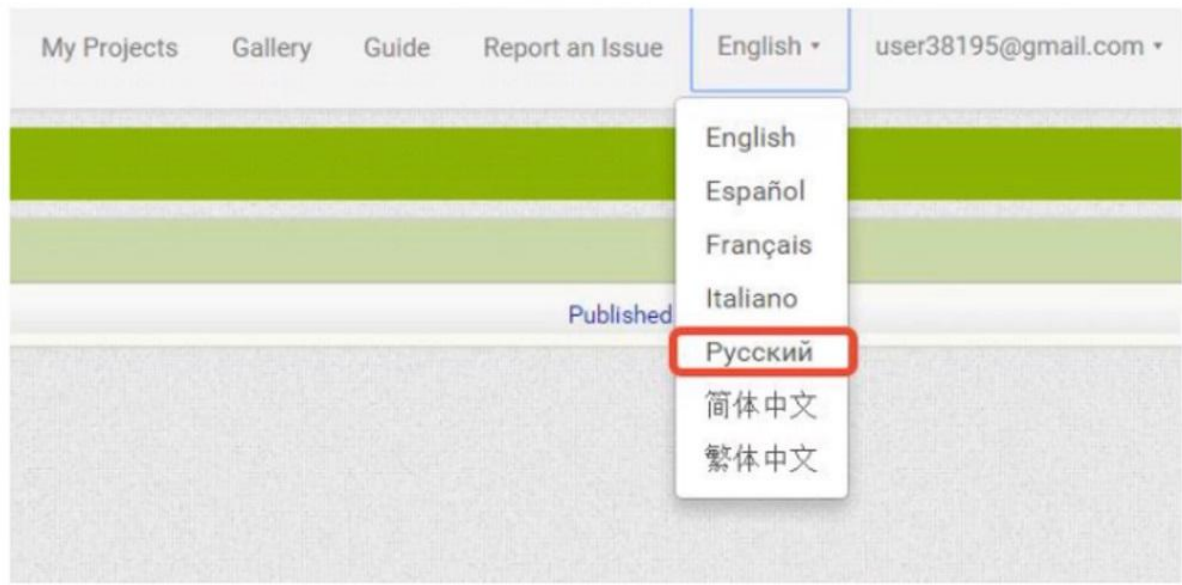 My Projects Gallery Guide Report an Issue English ▾ user38195@gmail.com ▾
English
Español
Français
Italiano
Published
Русский
简体中文
繁体中文